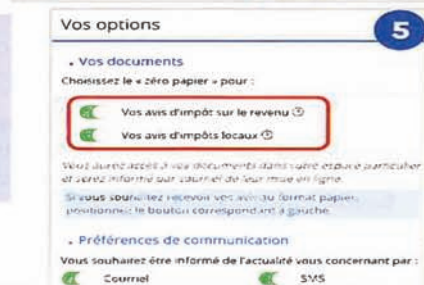 Vos options
5
• Vos documents
Choisissez le « zéro papier » pour :
Vos avis d'impôt sur le revenu
Vos avis d'impôts locaux
Vous aurez accès à vos documents dans votre espace particulier
et serez informé par courriel de leur mise en ligne.
Si vous souhaitez recevoir vos avis au format papier,
positionnez le bouton correspondant à gauche.
• Préférences de communication
Vous souhaitez être informé de l'actualité vous concernant par :
Courriel SMS